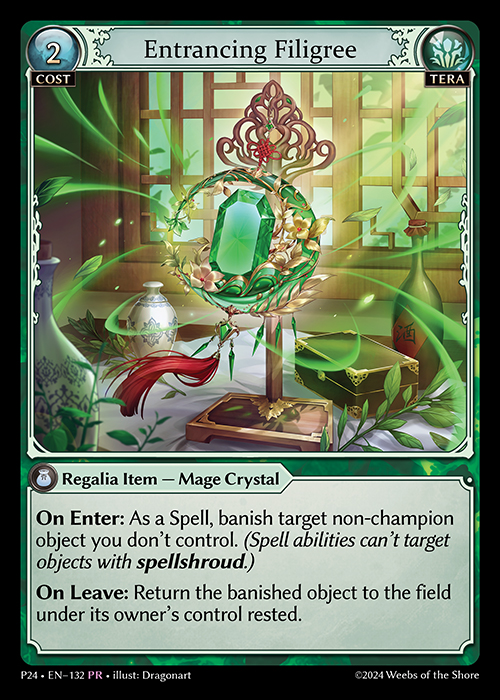 2
Entrancing Filigree
COST
TERA
酒
Regalia Item — Mage Crystal
On Enter: As a Spell, banish target non-champion
object you don't control. (Spell abilities can't target
objects with spellshroud.)
On Leave: Return the banished object to the field
under its owner's control rested.
P24 • EN–132 PR • illust: Dragonart
©2024 Weebs of the Shore